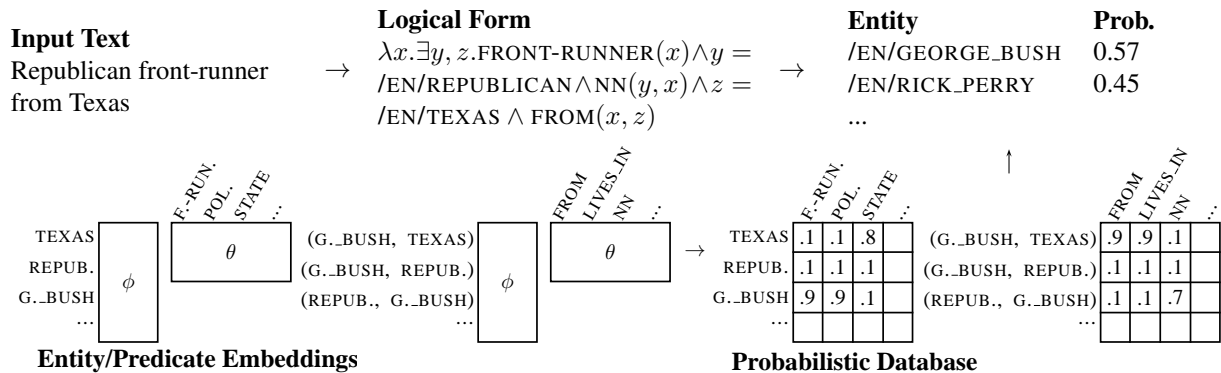 Input Text
Republican front-runner
from Texas
→
Logical Form
λx.∃y, z.FRONT-RUNNER(x)∧y =
/EN/REPUBLICAN∧NN(y, x)∧z =
/EN/TEXAS ∧ FROM(x, z)
→
Entity Prob.
/EN/GEORGE_BUSH 0.57
/EN/RICK_PERRY 0.45
...
F.-RUN. POL. STATE ...
TEXAS
REPUB.
G._BUSH
...
ϕ
θ
FROM LIVES_IN NN ...
(G._BUSH, TEXAS)
(G._BUSH, REPUB.)
(REPUB., G._BUSH)
...
ϕ
θ
→
F.-RUN. POL. STATE ...
TEXAS .1 .1 .8
REPUB. .1 .1 .1
G._BUSH .9 .9 .1
...
↑
FROM LIVES_IN NN ...
(G._BUSH, TEXAS) .9 .9 .1
(G._BUSH, REPUB.) .1 .1 .1
(REPUB., G._BUSH) .1 .1 .7
...
Entity/Predicate Embeddings
Probabilistic Database